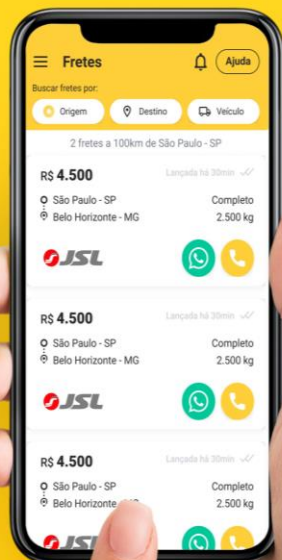 Fretes
Ajuda
Buscar fretes por:
Origem Destino Veículo
2 fretes a 100km de São Paulo - SP
R$ 4.500 Lançada há 30min
São Paulo - SP Completo
Belo Horizonte - MG 2.500 kg
JSL
R$ 4.500 Lançada há 30min
São Paulo - SP Completo
Belo Horizonte - MG 2.500 kg
JSL
R$ 4.500 Lançada há 30min
São Paulo - SP Completo
Belo Horizonte 2.500 kg
JSL